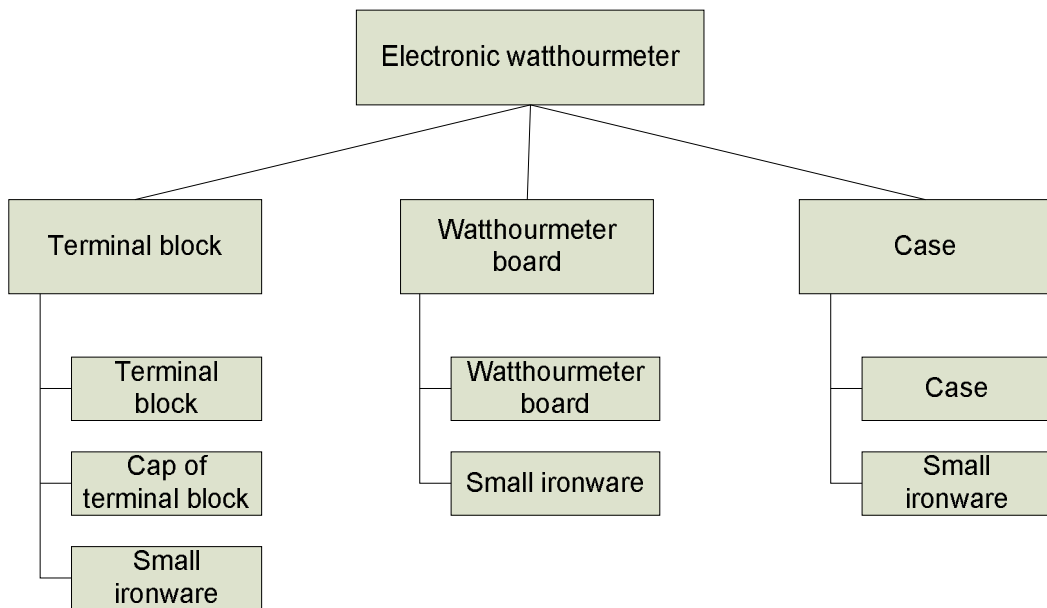 Electronic watthourmeter
Terminal block
Watthourmeter
board
Case
Terminal
block
Watthourmeter
board
Case
Cap of
terminal block
Small ironware
Small
ironware
Small
ironware